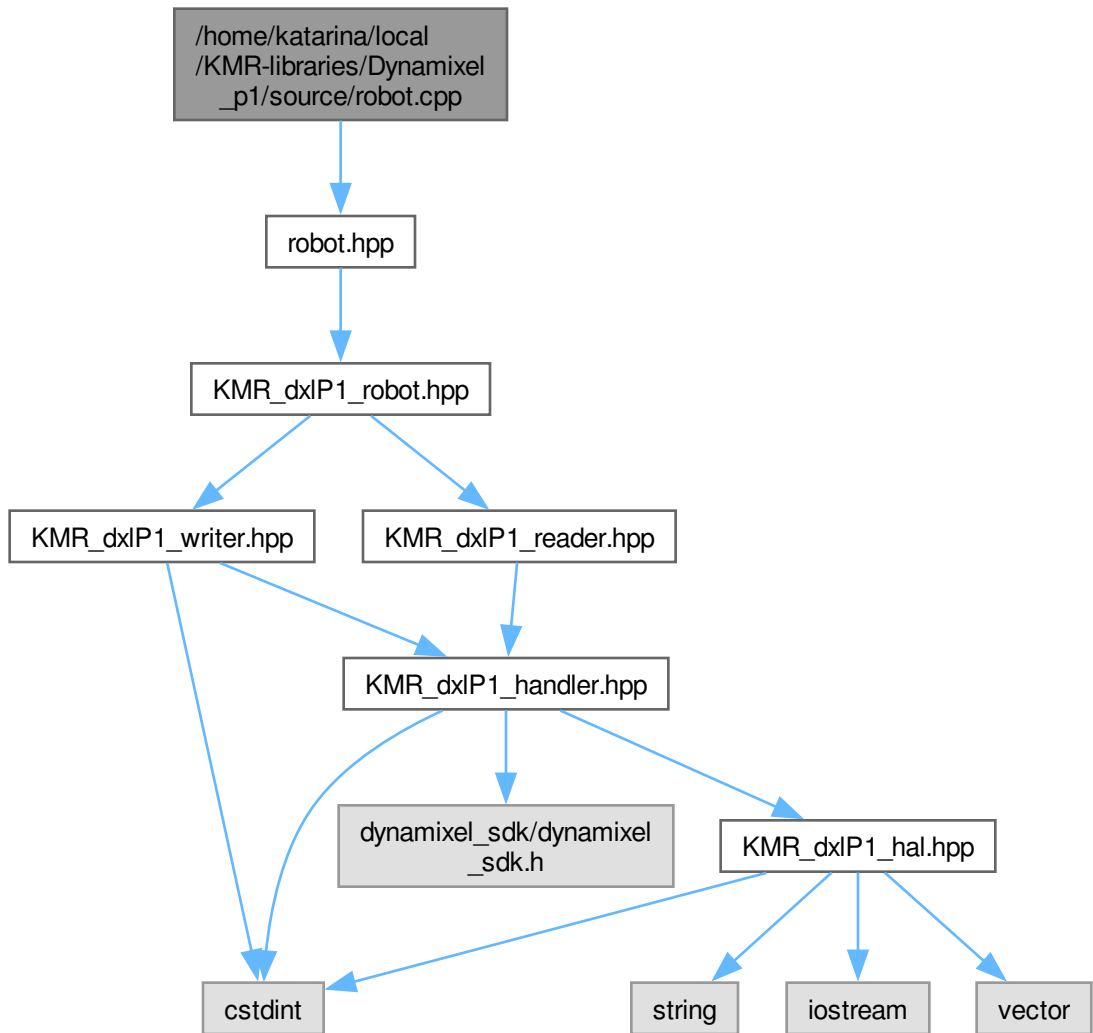 /home/katarina/local
/KMR-libraries/Dynamixel
_p1/source/robot.cpp
robot.hpp
KMR_dxlP1_robot.hpp
KMR_dxlP1_writer.hpp
KMR_dxlP1_reader.hpp
KMR_dxlP1_handler.hpp
dynamixel_sdk/dynamixel
_sdk.h
KMR_dxlP1_hal.hpp
cstdint
string
iostream
vector